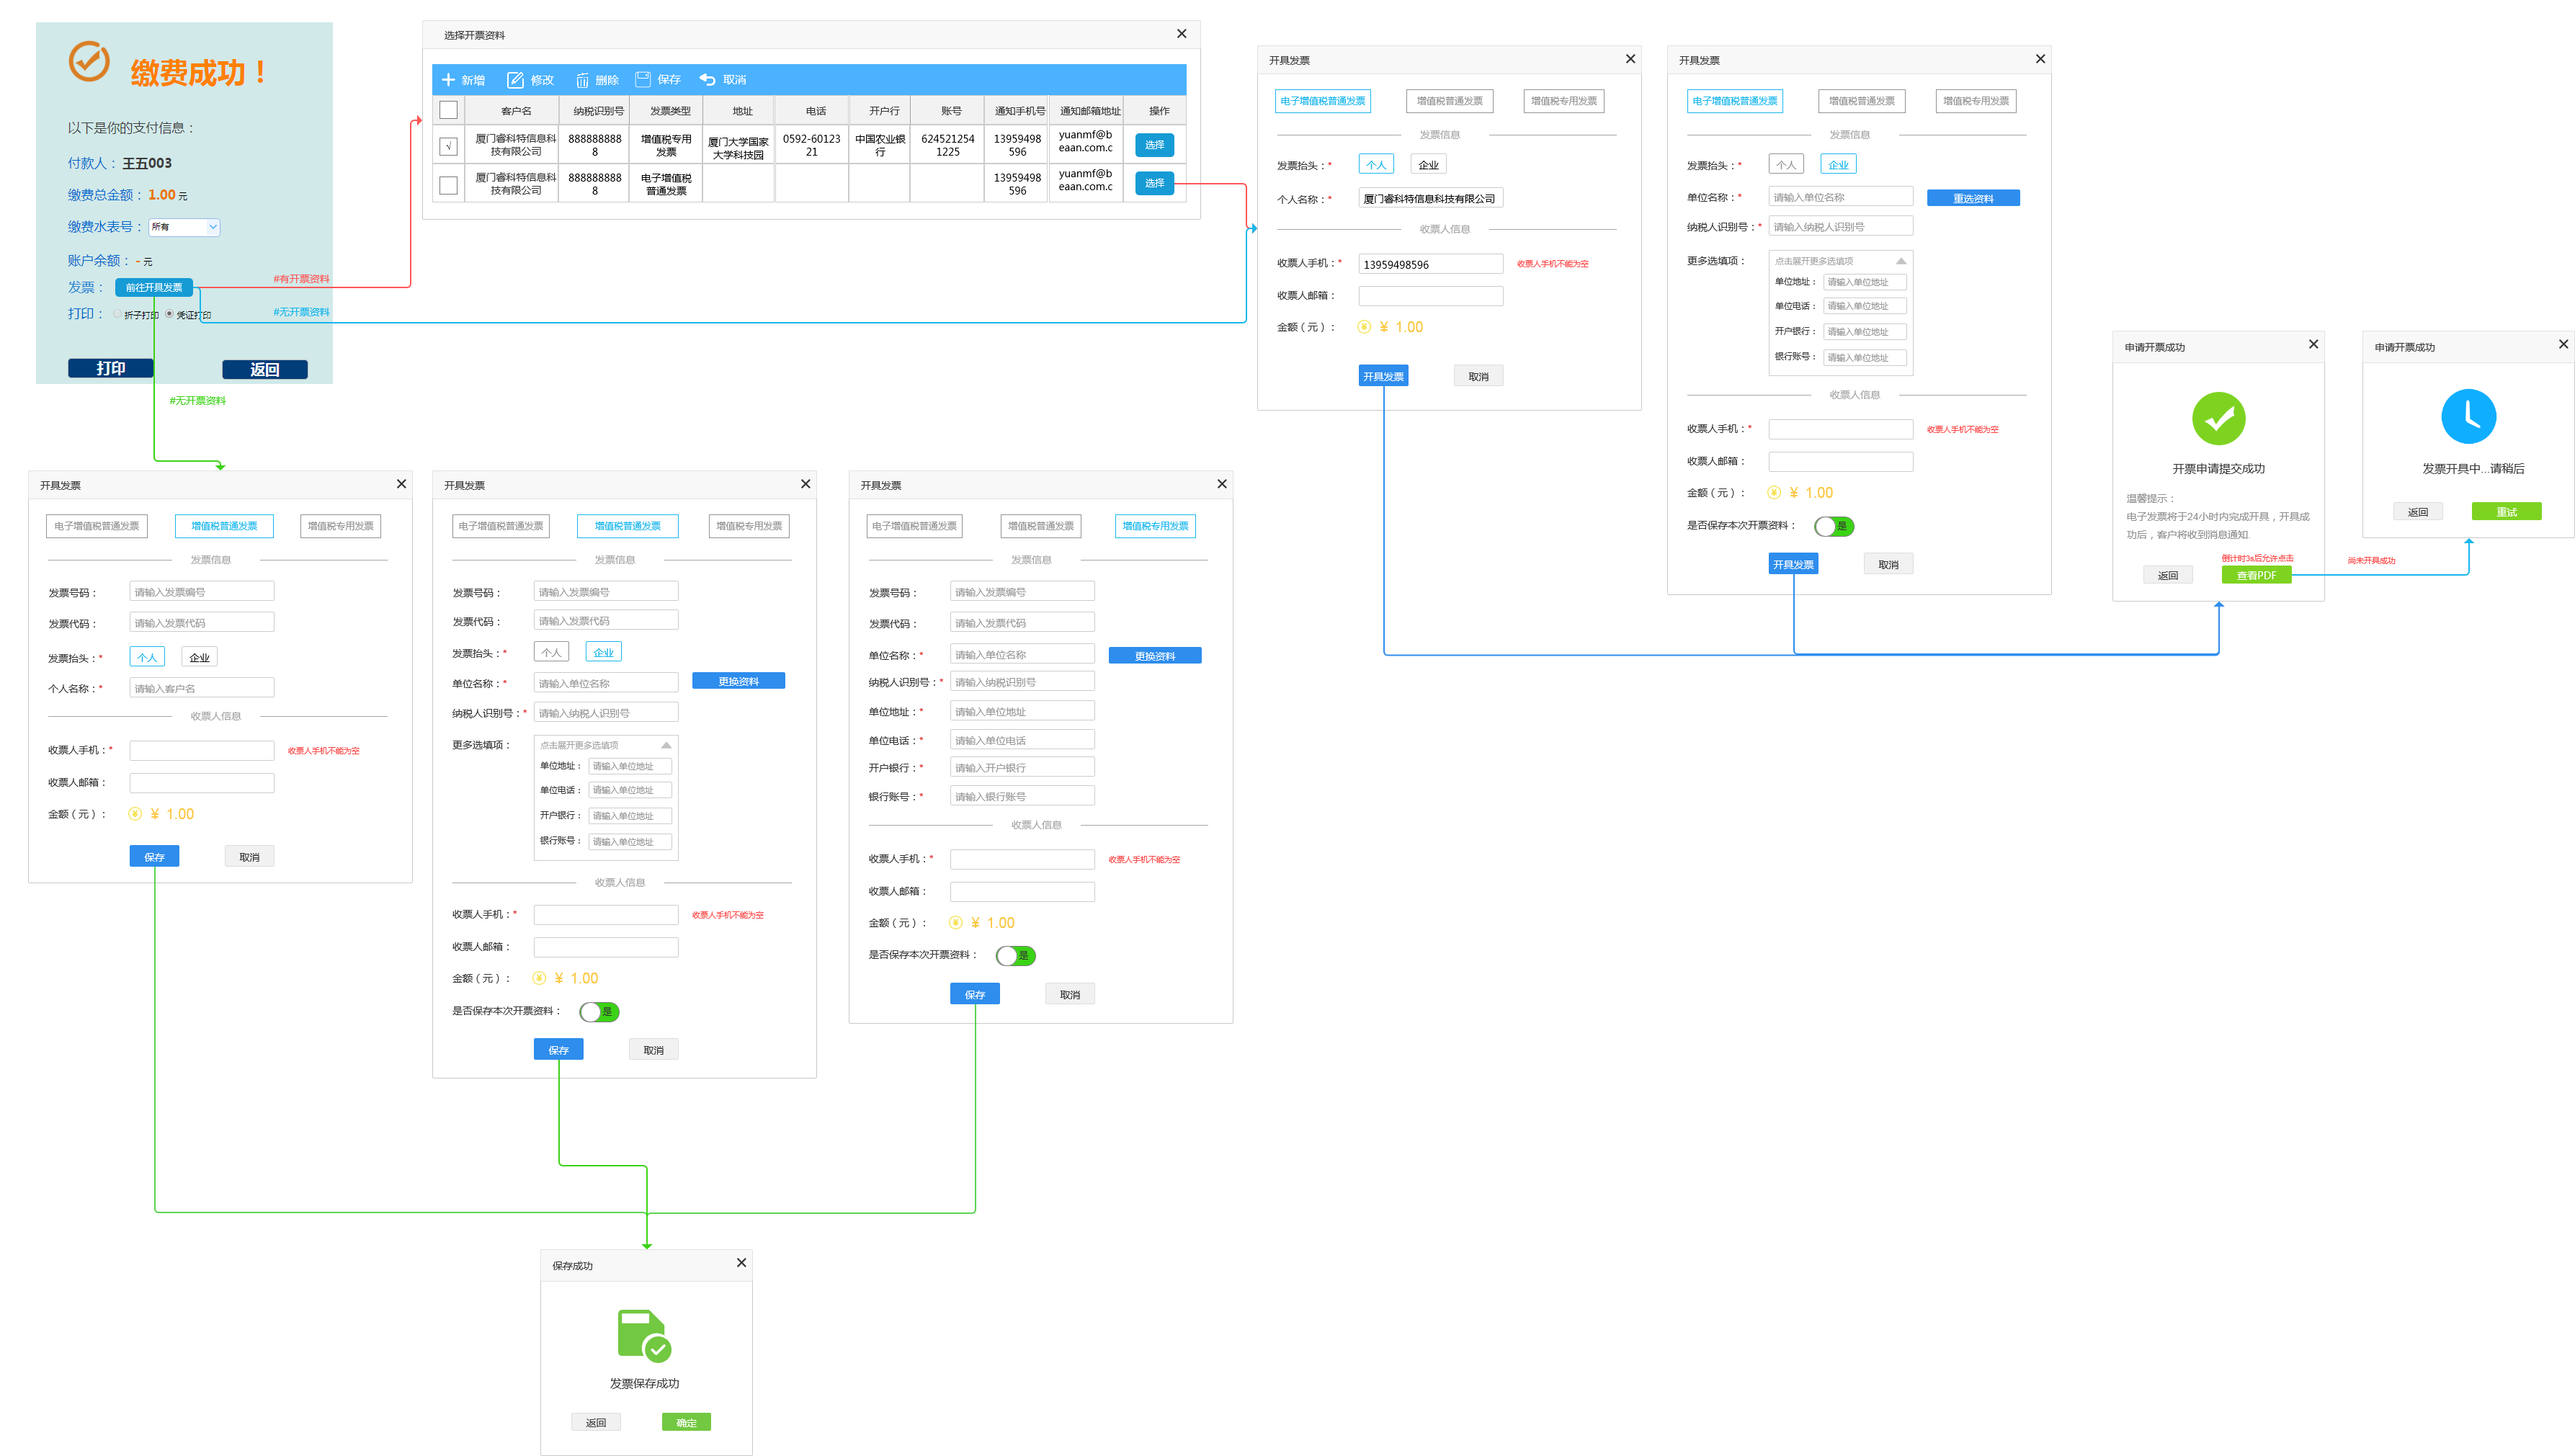 缴费成功！
以下是你的支付信息：
付款人：王五003
缴费总金额：1.00 元
缴费水表号：所有
账户余额：- 元
发票：前往开具发票
打印：折子打印 凭证打印
打印 返回
#有开票资料
#无开票资料
#无开票资料
选择开票资料
新增 修改 删除 保存 取消
客户名 纳税识别号 发票类型 地址 电话 开户行 账号 通知手机号 通知邮箱地址 操作
√ 厦门睿科特信息科技有限公司 8888888888 增值税专用发票 厦门大学国家大学科技园 0592-6012321 中国农业银行 6245212541225 13959498596 yuanmf@beaan.com.c 选择
厦门睿科特信息科技有限公司 8888888888 电子增值税普通发票 13959498596 yuanmf@beaan.com.c 选择
开具发票
电子增值税普通发票 增值税普通发票 增值税专用发票
发票信息
发票抬头：* 个人 企业
个人名称：* 厦门睿科特信息科技有限公司
收票人信息
收票人手机：* 13959498596 收票人手机不能为空
收票人邮箱：
金额（元）： ¥ ¥ 1.00
开具发票 取消
开具发票
电子增值税普通发票 增值税普通发票 增值税专用发票
发票信息
发票抬头：* 个人 企业
单位名称：* 请输入单位名称 重选资料
纳税人识别号：* 请输入纳税人识别号
更多选填项： 点击展开更多选填项
单位地址： 请输入单位地址
单位电话： 请输入单位地址
开户银行： 请输入单位地址
银行账号： 请输入单位地址
收票人信息
收票人手机：* 收票人手机不能为空
收票人邮箱：
金额（元）： ¥ ¥ 1.00
是否保存本次开票资料： 是
开具发票 取消
申请开票成功
开票申请提交成功
温馨提示：
电子发票将于24小时内完成开具，开具成
功后，客户将收到消息通知.
倒计时3s后允许点击
返回 查看PDF
尚未开具成功
申请开票成功
发票开具中...请稍后
返回 重试
开具发票
电子增值税普通发票 增值税普通发票 增值税专用发票
发票信息
发票号码： 请输入发票编号
发票代码： 请输入发票代码
发票抬头：* 个人 企业
个人名称：* 请输入客户名
收票人信息
收票人手机：* 收票人手机不能为空
收票人邮箱：
金额（元）： ¥ ¥ 1.00
保存 取消
开具发票
电子增值税普通发票 增值税普通发票 增值税专用发票
发票信息
发票号码： 请输入发票编号
发票代码： 请输入发票代码
发票抬头：* 个人 企业
单位名称：* 请输入单位名称 更换资料
纳税人识别号：* 请输入纳税人识别号
更多选填项： 点击展开更多选填项
单位地址： 请输入单位地址
单位电话： 请输入单位地址
开户银行： 请输入单位地址
银行账号： 请输入单位地址
收票人信息
收票人手机：* 收票人手机不能为空
收票人邮箱：
金额（元）： ¥ ¥ 1.00
是否保存本次开票资料： 是
保存 取消
开具发票
电子增值税普通发票 增值税普通发票 增值税专用发票
发票信息
发票号码： 请输入发票编号
发票代码： 请输入发票代码
单位名称：* 请输入单位名称 更换资料
纳税人识别号：* 请输入纳税识别号
单位地址：* 请输入单位地址
单位电话：* 请输入单位电话
开户银行：* 请输入开户银行
银行账号：* 请输入银行账号
收票人信息
收票人手机：* 收票人手机不能为空
收票人邮箱：
金额（元）： ¥ ¥ 1.00
是否保存本次开票资料： 是
保存 取消
保存成功
发票保存成功
返回 确定